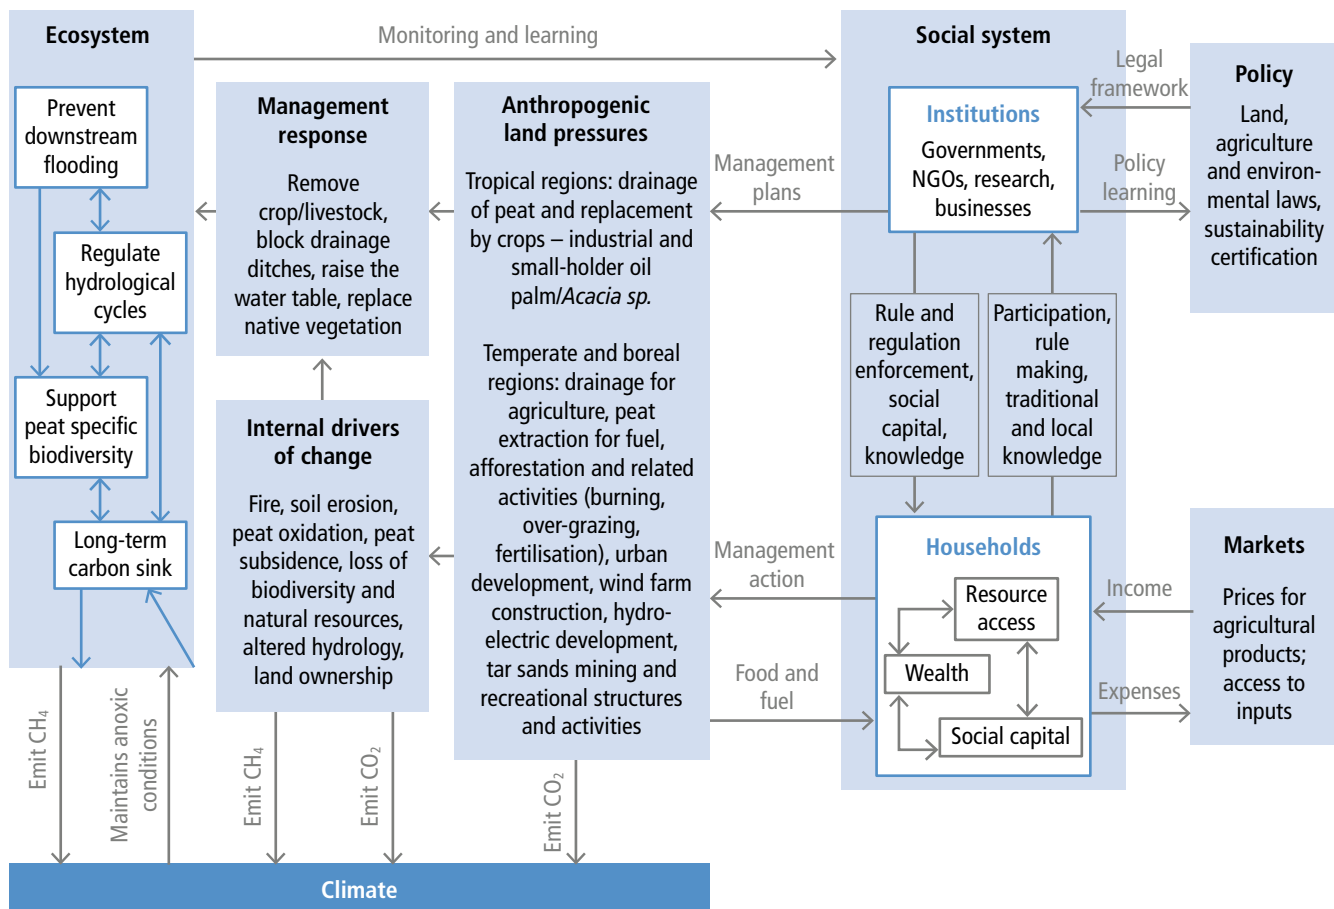 Ecosystem
Prevent
downstream
flooding
Regulate
hydrological
cycles
Support
peat specific
biodiversity
Long-term
carbon sink
Monitoring and learning
Management
response
Remove
crop/livestock,
block drainage
ditches, raise the
water table, replace
native vegetation
Internal drivers
of change
Fire, soil erosion,
peat oxidation, peat
subsidence, loss of
biodiversity and
natural resources,
altered hydrology,
land ownership
Anthropogenic
land pressures
Tropical regions: drainage
of peat and replacement
by crops – industrial and
small-holder oil
palm/Acacia sp.
Temperate and boreal
regions: drainage for
agriculture, peat
extraction for fuel,
afforestation and related
activities (burning,
over-grazing,
fertilisation), urban
development, wind farm
construction, hydro-
electric development,
tar sands mining and
recreational structures
and activities
Management
plans
Management
action
Food and
fuel
Social system
Institutions
Governments,
NGOs, research,
businesses
Rule and
regulation
enforcement,
social
capital,
knowledge
Participation,
rule
making,
traditional
and local
knowledge
Households
Resource
access
Wealth
Social capital
Legal
framework
Policy
learning
Income
Expenses
Policy
Land,
agriculture
and environ-
mental laws,
sustainability
certification
Markets
Prices for
agricultural
products;
access to
inputs
Emit CH₄
Maintains anoxic
conditions
Emit CH₄
Emit CO₂
Emit CO₂
Climate